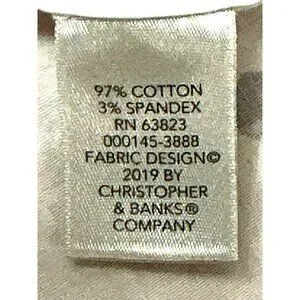 97% COTTON
3% SPANDEX
RN 63823
000145-3888
FABRIC DESIGN©
2019 BY
CHRISTOPHER
& BANKS®
COMPANY